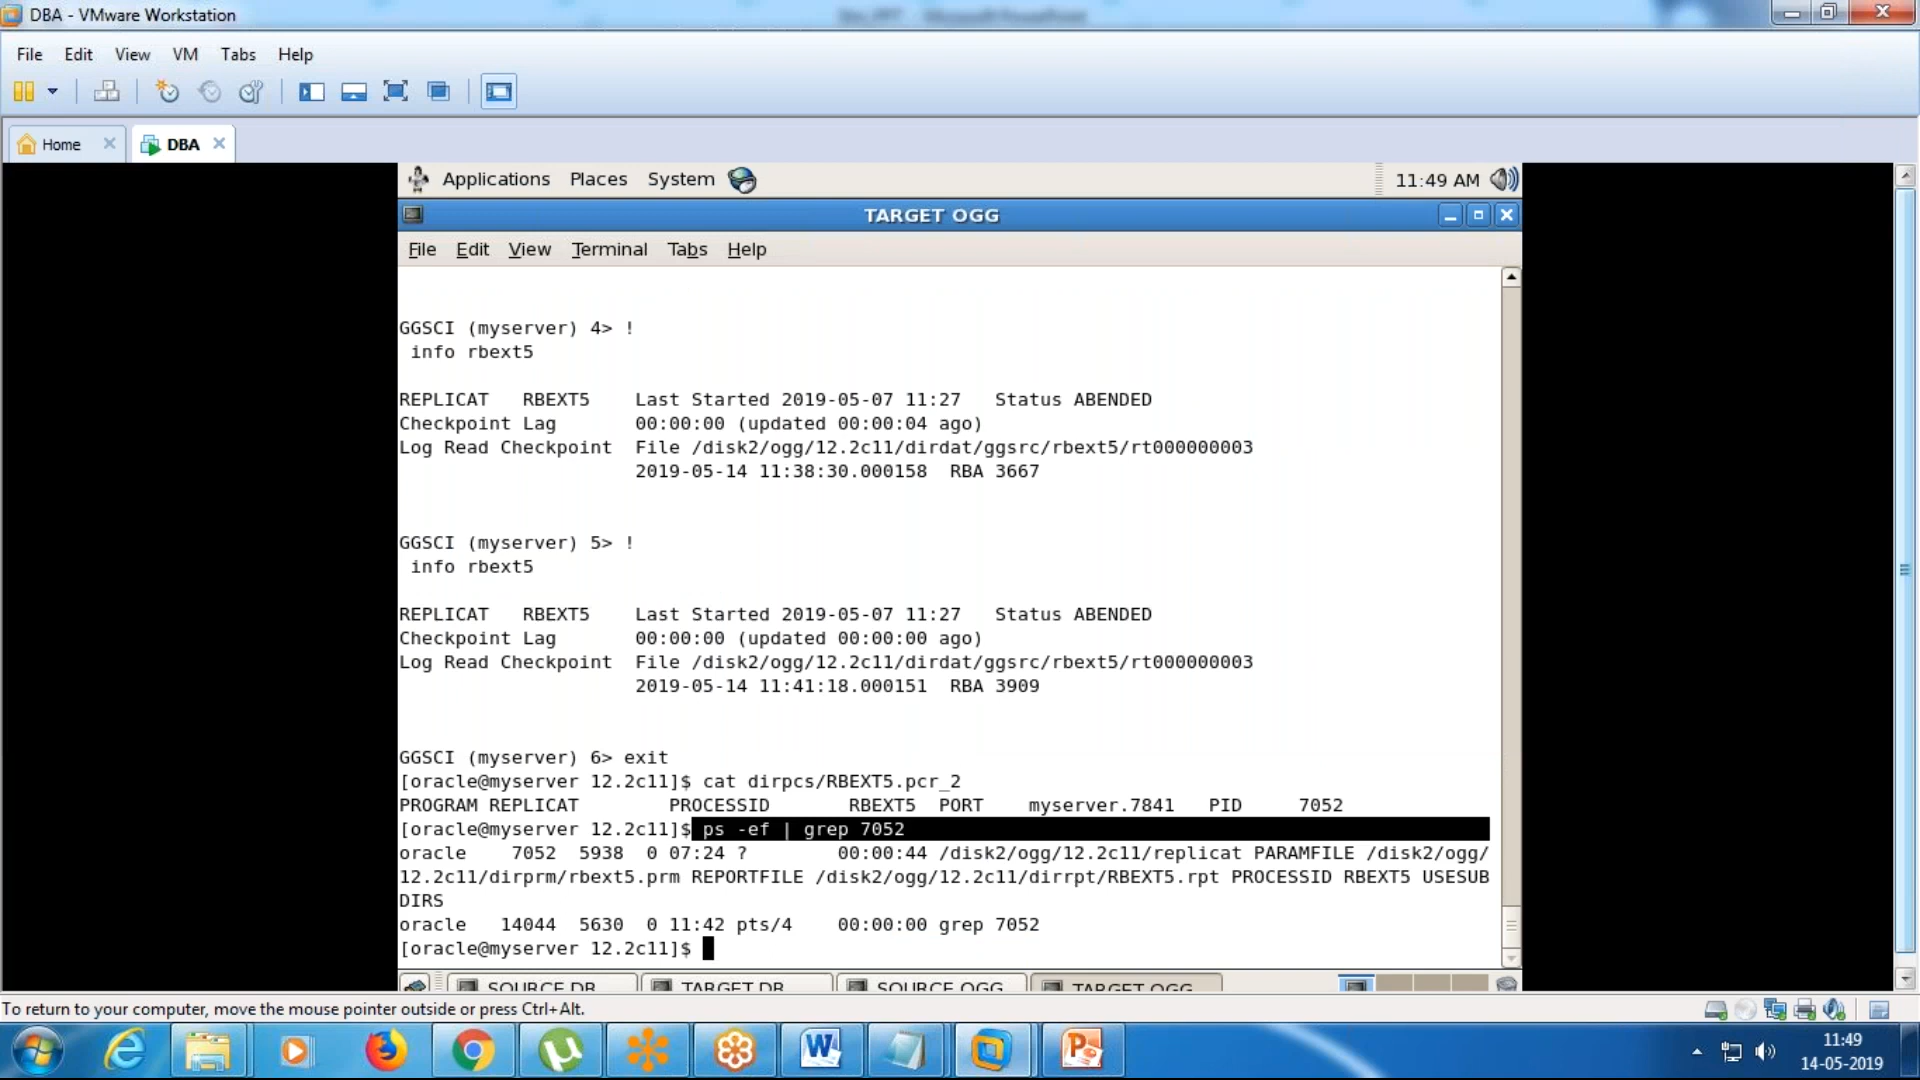 DBA - VMware Workstation
File Edit View VM Tabs Help
Home DBA
Applications Places System 11:49 AM
TARGET OGG
File Edit View Terminal Tabs Help
GGSCI (myserver) 4> !
info rbext5
REPLICAT RBEXT5 Last Started 2019-05-07 11:27 Status ABENDED
Checkpoint Lag 00:00:00 (updated 00:00:04 ago)
Log Read Checkpoint File /disk2/ogg/12.2c11/dirdat/ggsrc/rbext5/rt000000003
2019-05-14 11:38:30.000158 RBA 3667
GGSCI (myserver) 5> !
info rbext5
REPLICAT RBEXT5 Last Started 2019-05-07 11:27 Status ABENDED
Checkpoint Lag 00:00:00 (updated 00:00:00 ago)
Log Read Checkpoint File /disk2/ogg/12.2c11/dirdat/ggsrc/rbext5/rt000000003
2019-05-14 11:41:18.000151 RBA 3909
GGSCI (myserver) 6> exit
[oracle@myserver 12.2c11]$ cat dirpcs/RBEXT5.pcr_2
PROGRAM REPLICAT PROCESSID RBEXT5 PORT myserver.7841 PID 7052
[oracle@myserver 12.2c11]$ ps -ef | grep 7052
oracle 7052 5938 0 07:24 ? 00:00:44 /disk2/ogg/12.2c11/replicat PARAMFILE /disk2/ogg/
12.2c11/dirprm/rbext5.prm REPORTFILE /disk2/ogg/12.2c11/dirrpt/RBEXT5.rpt PROCESSID RBEXT5 USESUB
DIRS
oracle 14044 5630 0 11:42 pts/4 00:00:00 grep 7052
[oracle@myserver 12.2c11]$
SOURCE DB TARGET DB SOURCE OGG TARGET OGG
To return to your computer, move the mouse pointer outside or press Ctrl+Alt.
11:49
14-05-2019